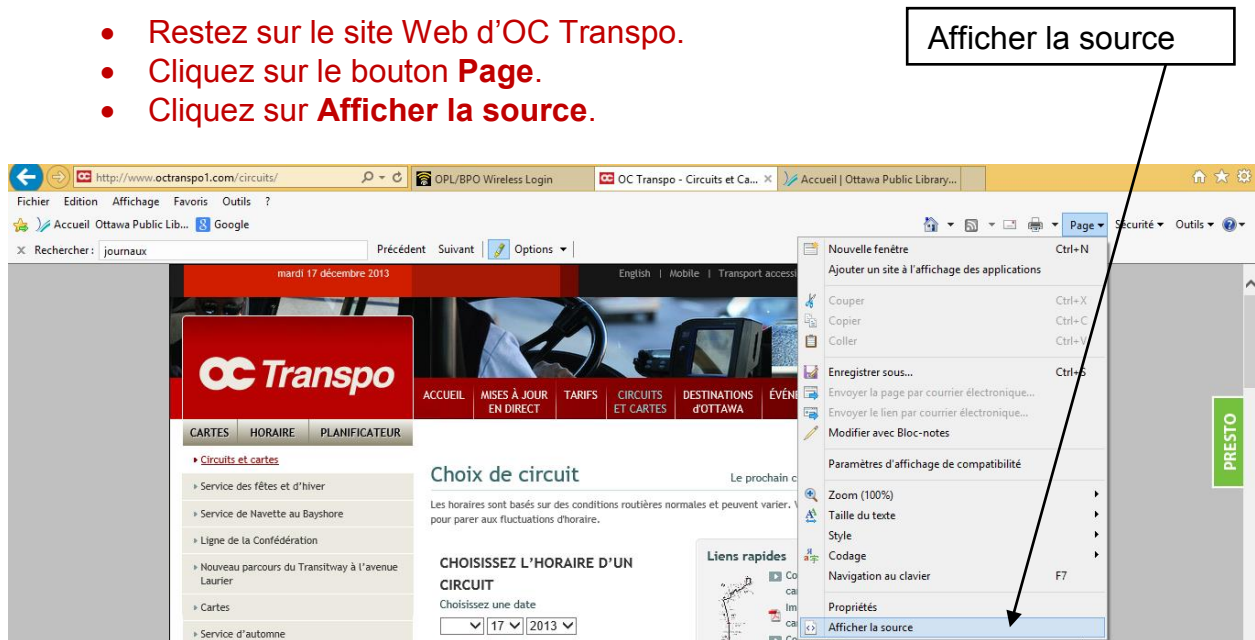 • Restez sur le site Web d’OC Transpo.
• Cliquez sur le bouton Page.
• Cliquez sur Afficher la source.
Afficher la source
http://www.octranspo1.com/circuits/
OPL/BPO Wireless Login
OC Transpo - Circuits et Ca... ×
Accueil | Ottawa Public Library...
Fichier Edition Affichage Favoris Outils ?
Accueil Ottawa Public Lib... Google
Page Sécurité Outils
× Rechercher: journaux Précédent Suivant Options
mardi 17 décembre 2013
English | Mobile | Transport accessi
OC Transpo
ACCUEIL
MISES À JOUR EN DIRECT
TARIFS
CIRCUITS ET CARTES
DESTINATIONS d'OTTAWA
ÉVÉNE
CARTES HORAIRE PLANIFICATEUR
Circuits et cartes
Service des fêtes et d’hiver
Service de Navette au Bayshore
Ligne de la Confédération
Nouveau parcours du Transitway à l’avenue
Laurier
Cartes
Service d’automne
Choix de circuit
Le prochain c
Les horaires sont basés sur des conditions routières normales et peuvent varier. V
pour parer aux fluctuations d'horaire.
CHOISISSEZ L’HORAIRE D’UN
CIRCUIT
Choisissez une date
17 2013
Liens rapides
Co
ca
Im
ca
Co
Nouvelle fenêtre Ctrl+N
Ajouter un site à l’affichage des applications
Couper Ctrl+X
Copier Ctrl+C
Coller Ctrl+V
Enregistrer sous... Ctrl+S
Envoyer la page par courrier électronique...
Envoyer le lien par courrier électronique...
Modifier avec Bloc-notes
Paramètres d'affichage de compatibilité
Zoom (100%)
Taille du texte
Style
Codage
Navigation au clavier F7
Propriétés
Afficher la source
PRESTO